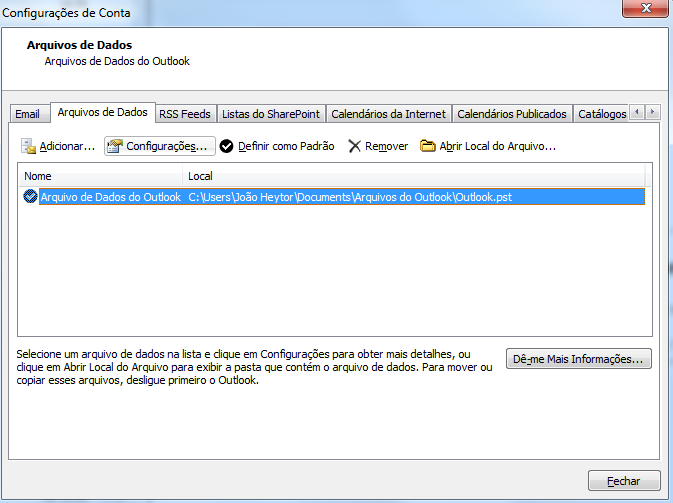 Configurações de Conta
Arquivos de Dados
Arquivos de Dados do Outlook
Email Arquivos de Dados RSS Feeds Listas do SharePoint Calendários da Internet Calendários Publicados Catálogos
Adicionar... Configurações... Definir como Padrão Remover Abrir Local do Arquivo...
Nome Local
Arquivo de Dados do Outlook C:\Users\João Heytor\Documents\Arquivos do Outlook\Outlook.pst
Selecione um arquivo de dados na lista e clique em Configurações para obter mais detalhes, ou
clique em Abrir Local do Arquivo para exibir a pasta que contém o arquivo de dados. Para mover ou
copiar esses arquivos, desligue primeiro o Outlook.
Dê-me Mais Informações...
Fechar